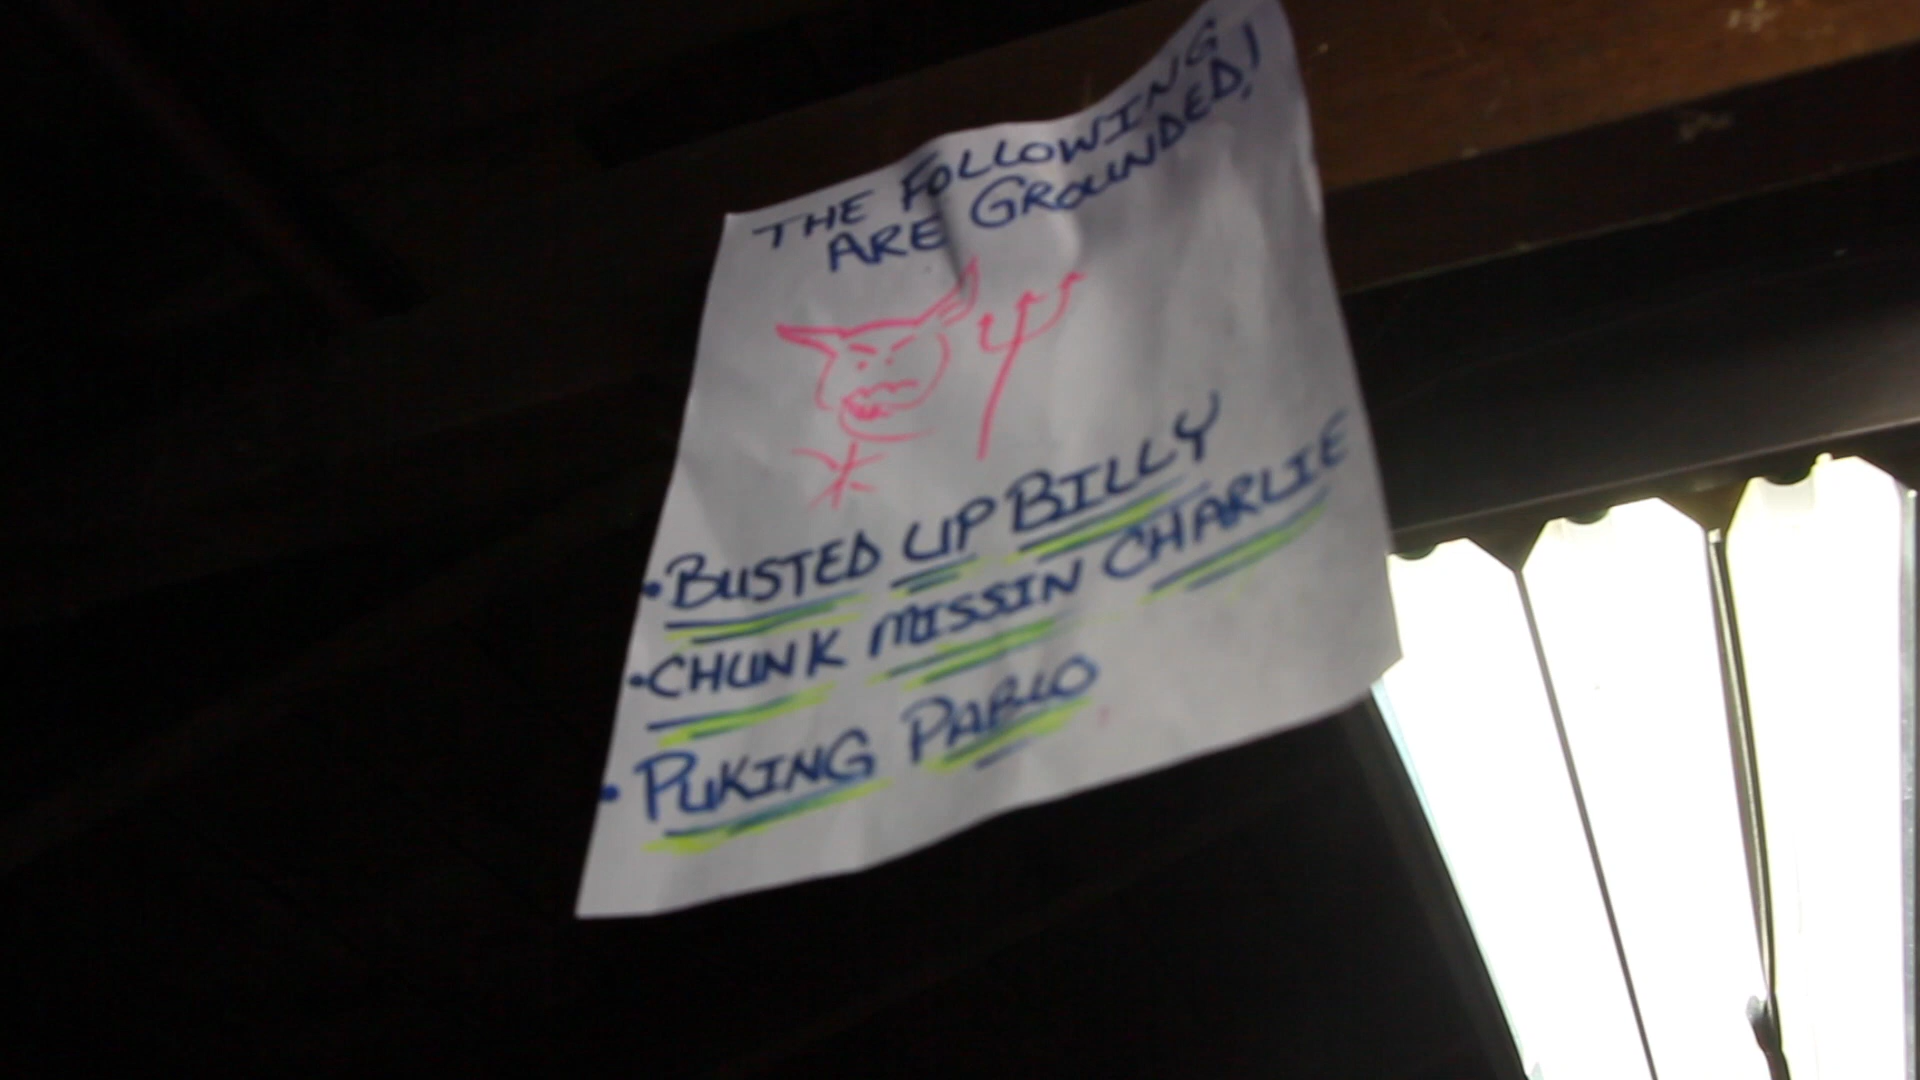 THE FOLLOWING
ARE GROUNDED!
• BUSTED UP BILLY
• CHUNK MISSIN CHARLIE
• PUKING PABLO